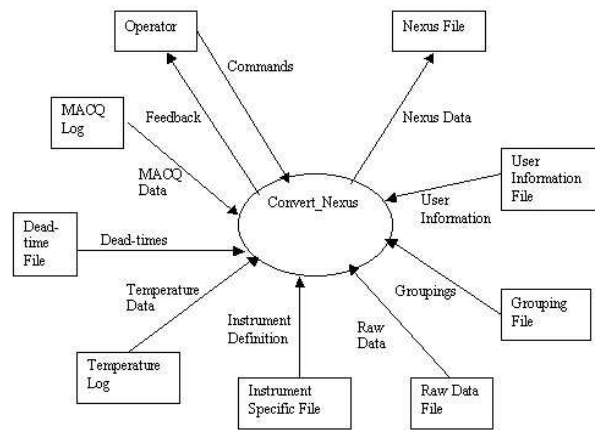 Operator
Nexus File
Commands
MACQ
Log
Feedback
Nexus Data
MACQ
Data
Convert_Nexus
User
Information
User
Information
File
Dead-
time
File
Dead-times
Temperature
Data
Instrument
Definition
Raw
Data
Groupings
Grouping
File
Temperature
Log
Instrument
Specific File
Raw Data
File